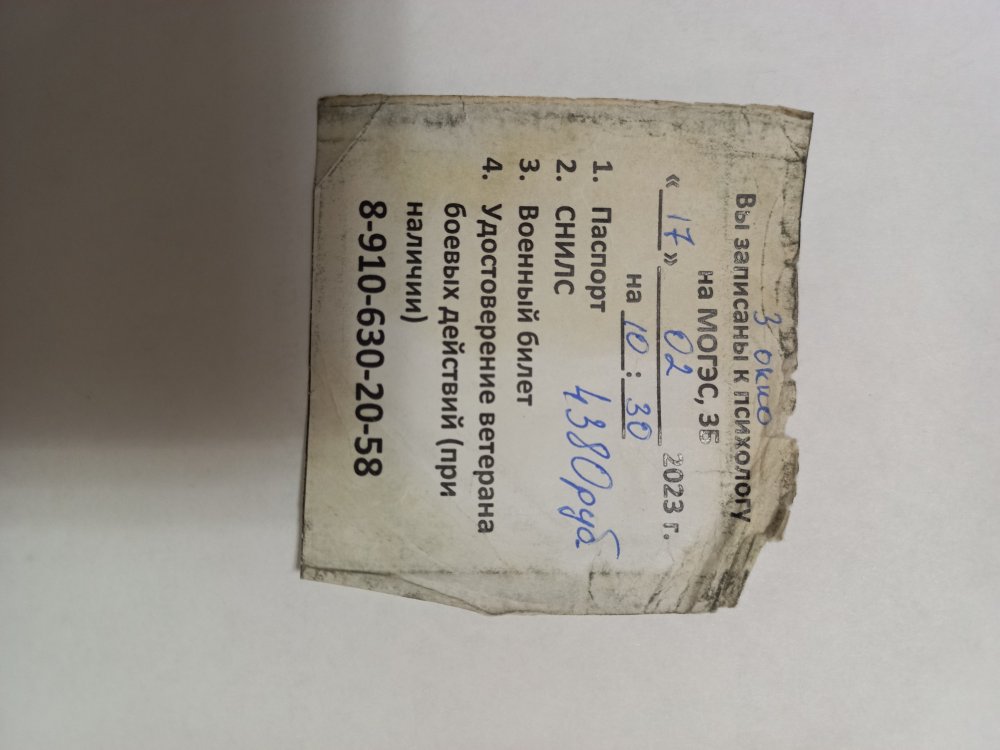 3 окно
Вы записаны к психологу
на МОГЭС, 3Б
« 17 » 02 2023 г.
на 10 : 30
1. Паспорт
2. СНИЛС
4380руб
3. Военный билет
4. Удостоверение ветерана
боевых действий (при
наличии)
8-910-630-20-58